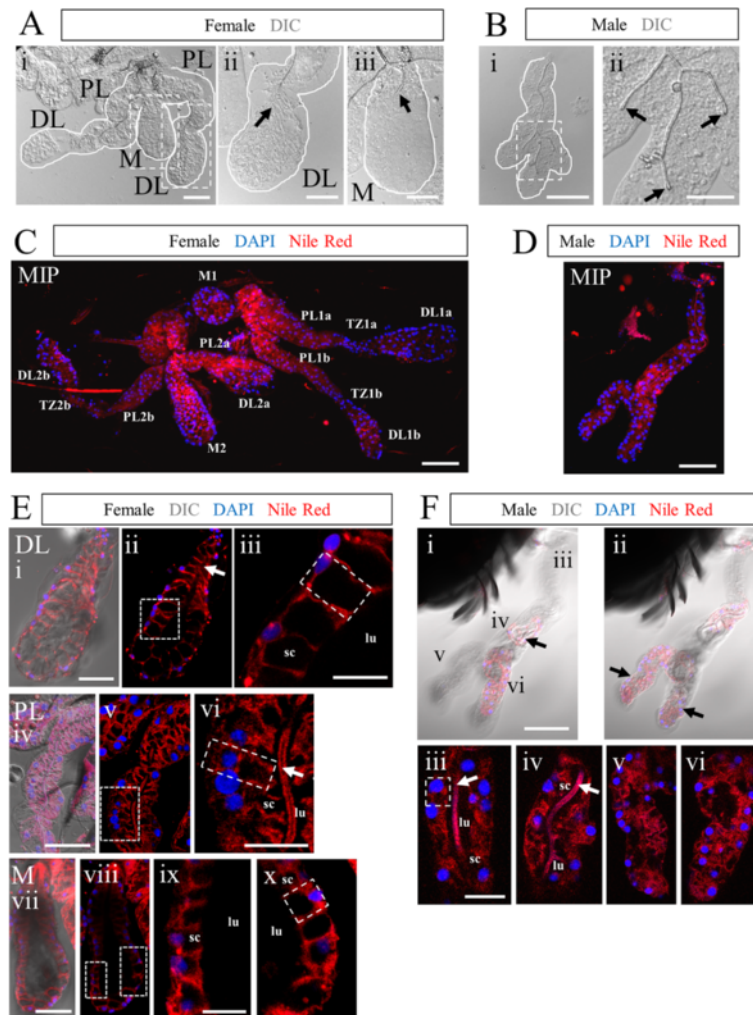 A Female DIC
i PL PL DL M DL
ii DL
iii M
B Male DIC
i
ii
C Female DAPI Nile Red
MIP M1 PL1a DL1a TZ1a PL2a PL1b DL2b TZ1b TZ2b PL2b DL2a M2 DL1b
D Male DAPI Nile Red
MIP
E Female DIC DAPI Nile Red
DL i
ii
iii sc lu
PL iv
v
vi sc lu
M vii
viii
ix sc lu
x sc lu
F Male DIC DAPI Nile Red
i iii iv v vi
ii
iii lu sc
iv sc lu
v
vi